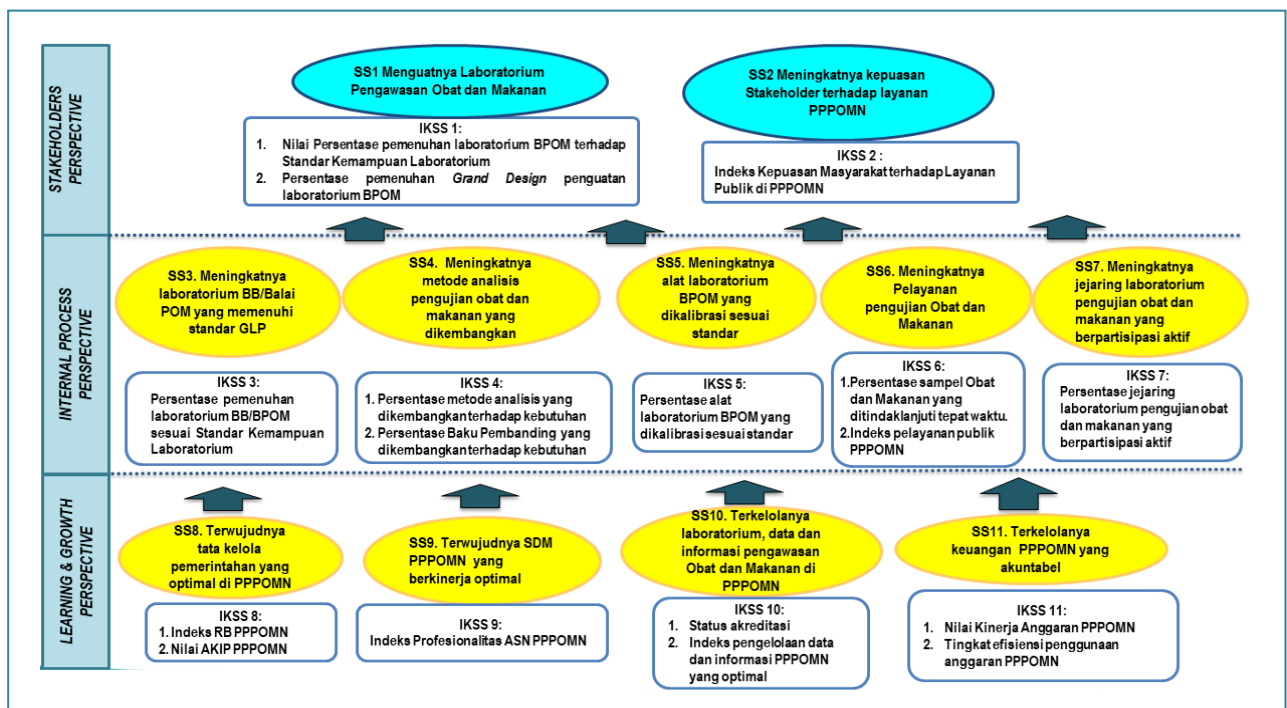 STAKEHOLDERS
PERSPECTIVE
SS1 Menguatnya Laboratorium
Pengawasan Obat dan Makanan
IKSS 1:
1. Nilai Persentase pemenuhan laboratorium BPOM terhadap
Standar Kemampuan Laboratorium
2. Persentase pemenuhan Grand Design penguatan
laboratorium BPOM
SS2 Meningkatnya kepuasan
Stakeholder terhadap layanan
PPPOMN
IKSS 2 :
Indeks Kepuasan Masyarakat terhadap Layanan
Publik di PPPOMN
INTERNAL PROCESS
PERSPECTIVE
SS3. Meningkatnya
laboratorium BB/Balai
POM yang memenuhi
standar GLP
IKSS 3:
Persentase pemenuhan
laboratorium BB/BPOM
sesuai Standar Kemampuan
Laboratorium
SS4. Meningkatnya
metode analisis
pengujian obat dan
makanan yang
dikembangkan
IKSS 4:
1. Persentase metode analisis yang
dikembangkan terhadap kebutuhan
2. Persentase Baku Pembanding yang
dikembangkan terhadap kebutuhan
SS5. Meningkatnya
alat laboratorium
BPOM yang
dikalibrasi sesuai
standar
IKSS 5:
Persentase alat
laboratorium BPOM yang
dikalibrasi sesuai standar
SS6. Meningkatnya
Pelayanan
pengujian Obat dan
Makanan
IKSS 6:
1.Persentase sampel Obat
dan Makanan yang
ditindaklanjuti tepat waktu.
2.Indeks pelayanan publik
PPPOMN
SS7. Meningkatnya
jejaring laboratorium
pengujian obat dan
makanan yang
berpartisipasi aktif
IKSS 7:
Persentase jejaring
laboratorium pengujian obat
dan makanan yang
berpartisipasi aktif
LEARNING & GROWTH
PERSPECTIVE
SS8. Terwujudnya
tata kelola
pemerintahan yang
optimal di PPPOMN
IKSS 8:
1. Indeks RB PPPOMN
2. Nilai AKIP PPPOMN
SS9. Terwujudnya SDM
PPPOMN yang
berkinerja optimal
IKSS 9:
Indeks Profesionalitas ASN PPPOMN
SS10. Terkelolanya
laboratorium, data dan
informasi pengawasan
Obat dan Makanan di
PPPOMN
IKSS 10:
1. Status akreditasi
2. Indeks pengelolaan data
dan informasi PPPOMN
yang optimal
SS11. Terkelolanya
keuangan PPPOMN yang
akuntabel
IKSS 11:
1. Nilai Kinerja Anggaran PPPOMN
2. Tingkat efisiensi penggunaan
anggaran PPPOMN